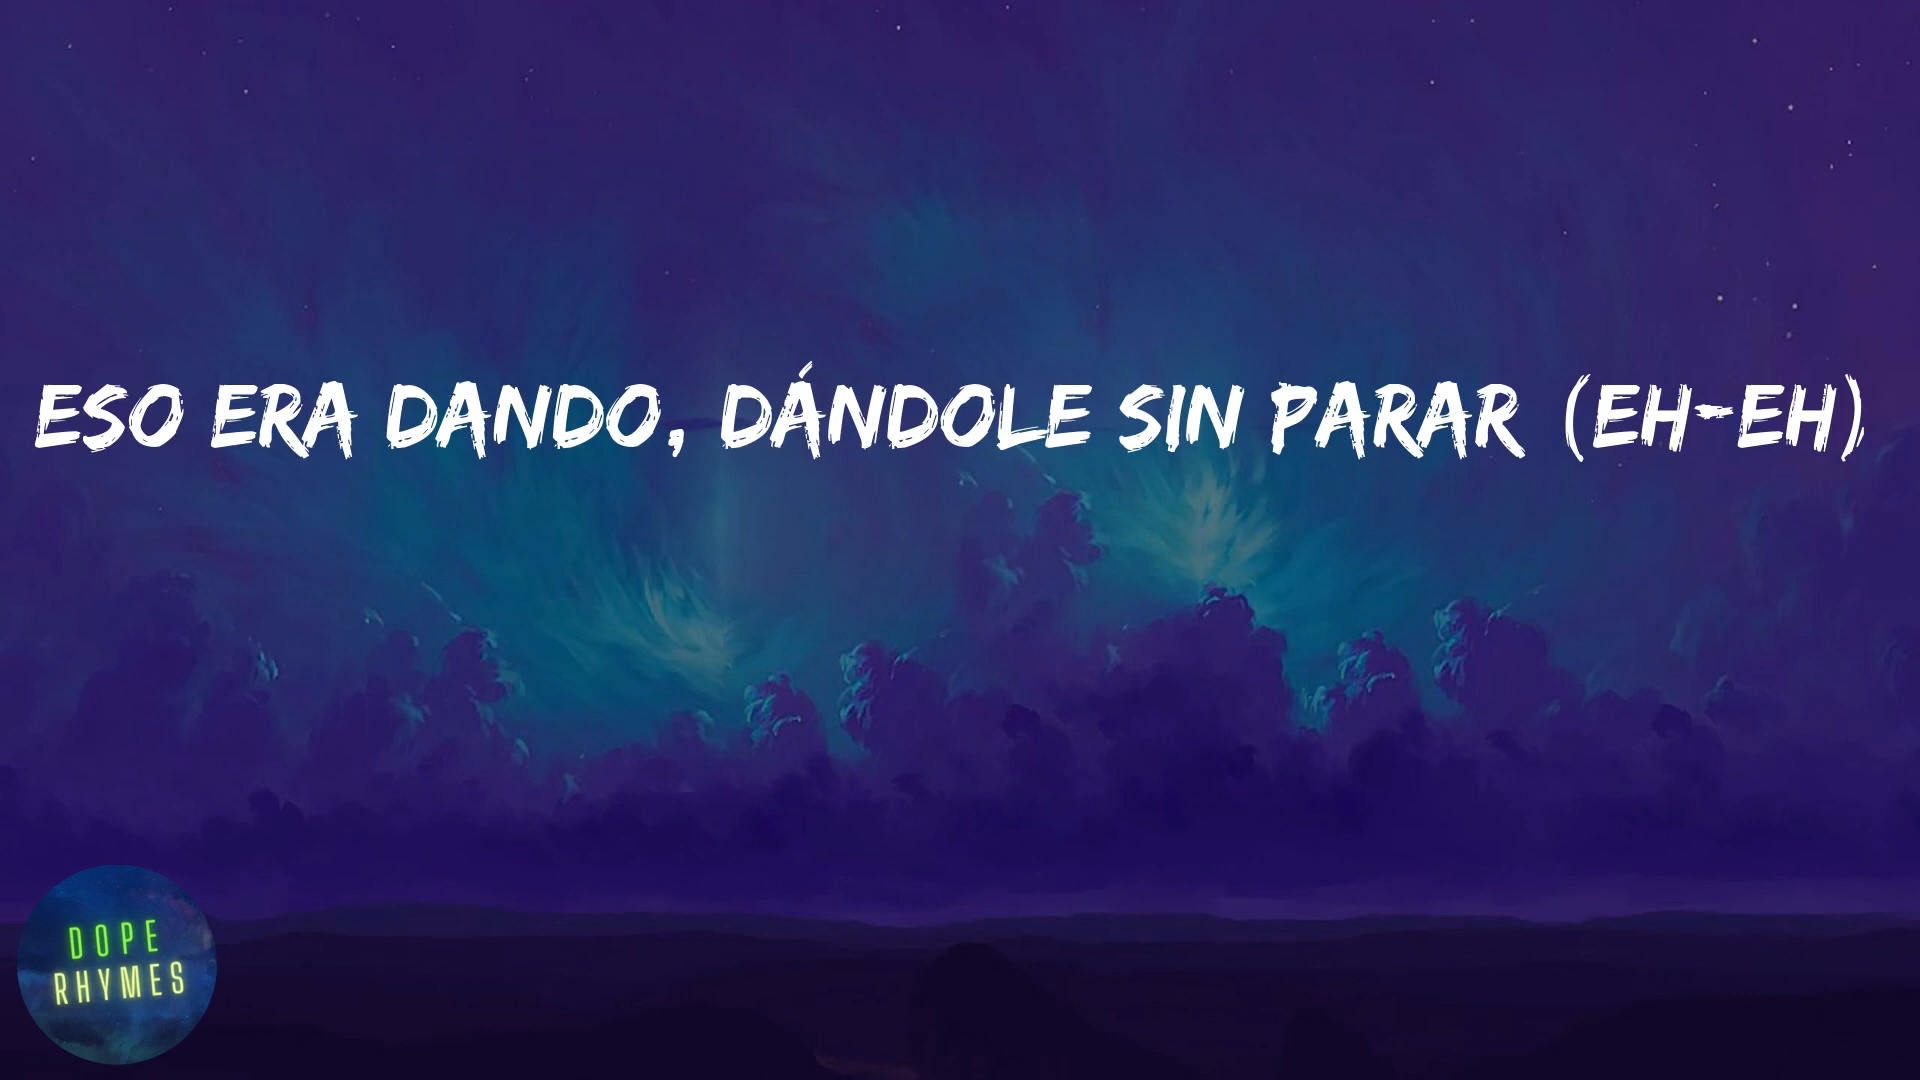 ESO ERA DANDO, DÁNDOLE SIN PARAR (EH-EH)
DOPE
RHYMES